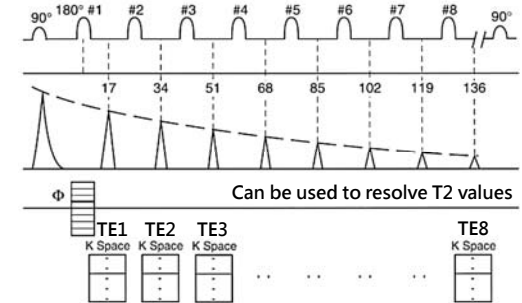 90° 180° #1 #2 #3 #4 #5 #6 #7 #8 90°
17 34 51 68 85 102 119 136
Φ Can be used to resolve T2 values
TE1 TE2 TE3 TE8
K Space K Space K Space K Space